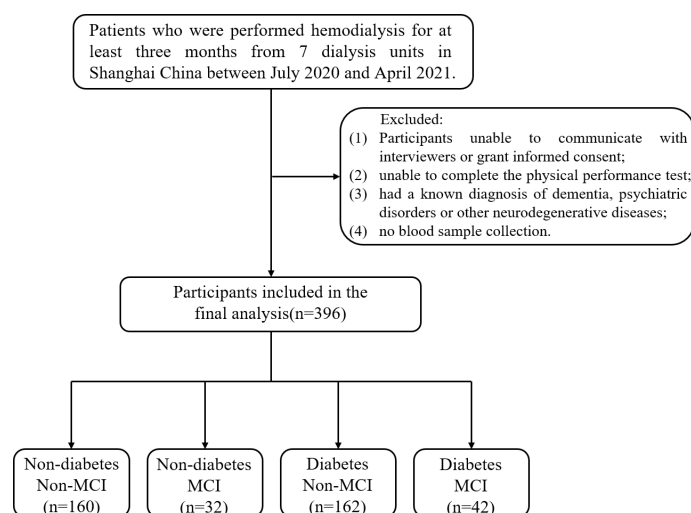 Patients who were performed hemodialysis for at
least three months from 7 dialysis units in
Shanghai China between July 2020 and April 2021.
Excluded:
(1) Participants unable to communicate with
interviewers or grant informed consent;
(2) unable to complete the physical performance test;
(3) had a known diagnosis of dementia, psychiatric
disorders or other neurodegenerative diseases;
(4) no blood sample collection.
Participants included in the
final analysis(n=396)
Non-diabetes
Non-MCI
(n=160)
Non-diabetes
MCI
(n=32)
Diabetes
Non-MCI
(n=162)
Diabetes
MCI
(n=42)